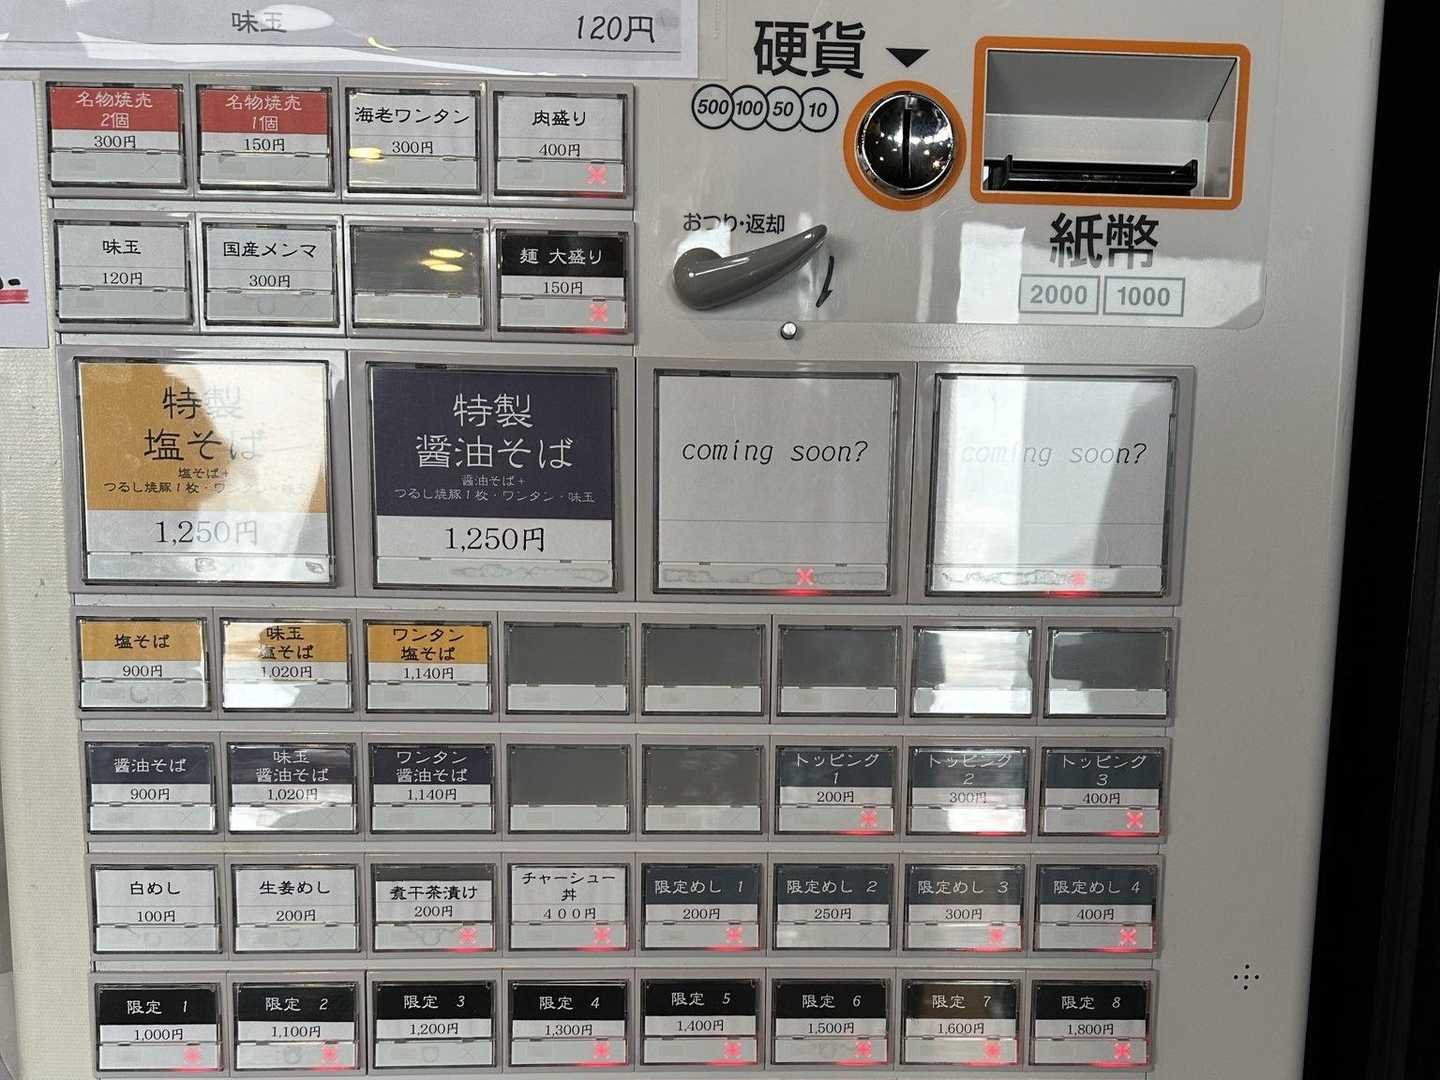 味玉 120円
硬貨
500 100 50 10
おつり・返却
紙幣
2000 1000
名物焼売
2個
300円
名物焼売
1個
150円
海老ワンタン
300円
肉盛り
400円
味玉
120円
国産メンマ
300円
麺 大盛り
150円
特製
塩そば
塩そば+
つるし焼豚1枚・ワンタン・味玉
1,250円
特製
醤油そば
醤油そば+
つるし焼豚1枚・ワンタン・味玉
1,250円
coming soon?
coming soon?
塩そば
900円
味玉
塩そば
1,020円
ワンタン
塩そば
1,140円
醤油そば
900円
味玉
醤油そば
1,020円
ワンタン
醤油そば
1,140円
トッピング
1
200円
トッピング
2
300円
トッピング
3
400円
白めし
100円
生姜めし
200円
煮干茶漬け
200円
チャーシュー
丼
400円
限定めし 1
200円
限定めし 2
250円
限定めし 3
300円
限定めし 4
400円
限定 1
1,000円
限定 2
1,100円
限定 3
1,200円
限定 4
1,300円
限定 5
1,400円
限定 6
1,500円
限定 7
1,600円
限定 8
1,800円